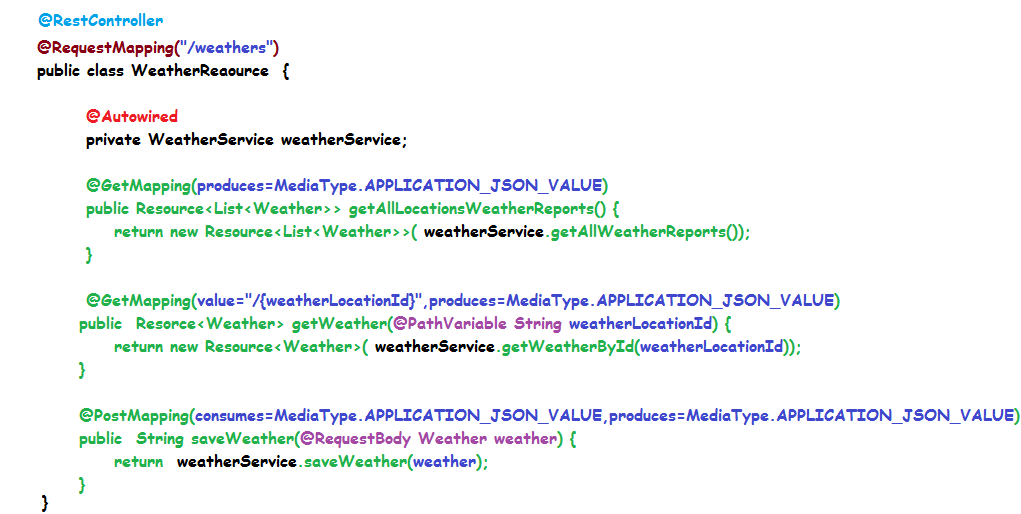 @RestController
@RequestMapping("/weathers")
public class WeatherReaource {
@Autowired
private WeatherService weatherService;
@GetMapping(produces=MediaType.APPLICATION_JSON_VALUE)
public Resource<List<Weather>> getAllLocationsWeatherReports() {
return new Resource<List<Weather>>( weatherService.getAllWeatherReports());
}
@GetMapping(value="/{weatherLocationId}",produces=MediaType.APPLICATION_JSON_VALUE)
public Resorce<Weather> getWeather(@PathVariable String weatherLocationId) {
return new Resource<Weather>( weatherService.getWeatherById(weatherLocationId));
}
@PostMapping(consumes=MediaType.APPLICATION_JSON_VALUE,produces=MediaType.APPLICATION_JSON_VALUE)
public String saveWeather(@RequestBody Weather weather) {
return weatherService.saveWeather(weather);
}
}